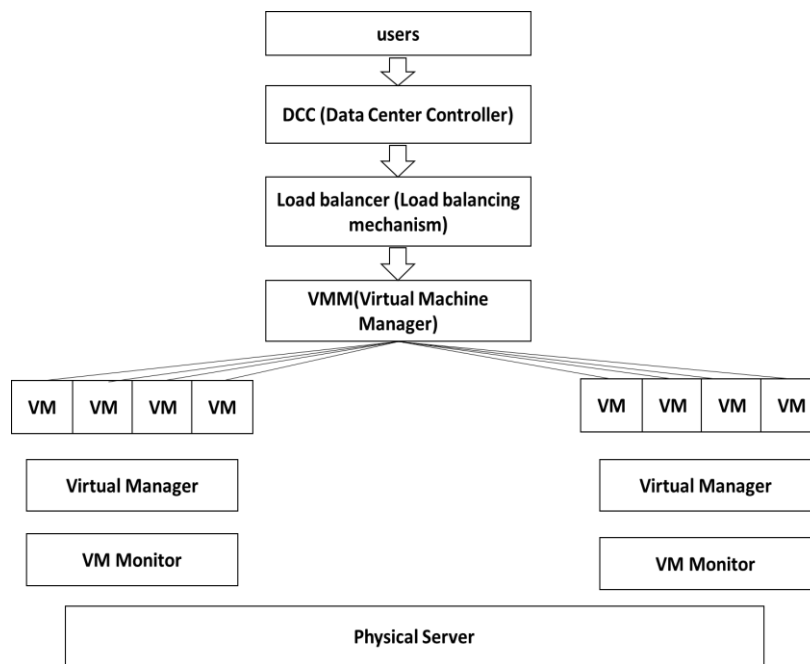 users
DCC (Data Center Controller)
Load balancer (Load balancing
mechanism)
VMM(Virtual Machine
Manager)
VM VM VM VM
VM VM VM VM
Virtual Manager
Virtual Manager
VM Monitor
VM Monitor
Physical Server